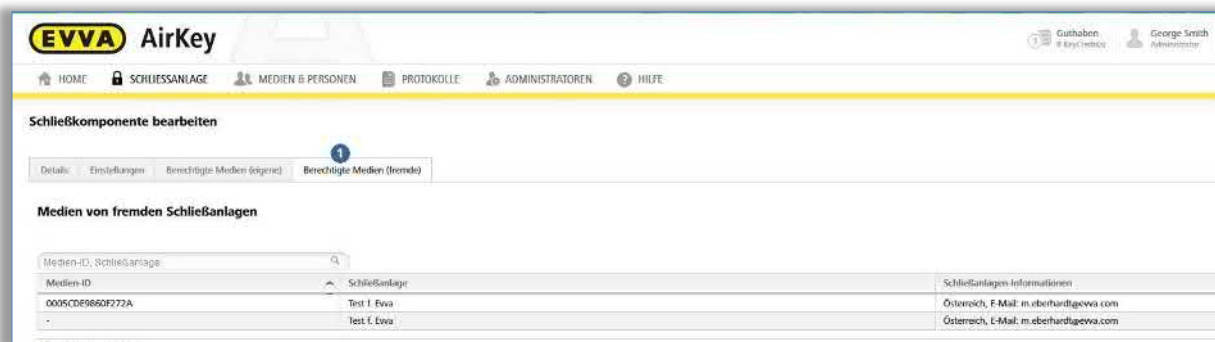 EVVA AirKey
Guthaben
George Smith
Administrator
HOME SCHLIESSANLAGE MEDIEN & PERSONEN PROTOKOLLE ADMINISTRATOREN HILFE
Schließkomponente bearbeiten
1
Details Einstellungen Berechtigte Medien (eigene) Berechtigte Medien (fremde)
Medien von fremden Schließanlagen
Medien-ID, Schließanlage
Medien-ID Schließanlage Schließanlagen-Informationen
0005CDE9860F272A Test f. Evva Österreich, E-Mail: m.eberhardt@evva.com
- Test f. Evva Österreich, E-Mail: m.eberhardt@evva.com